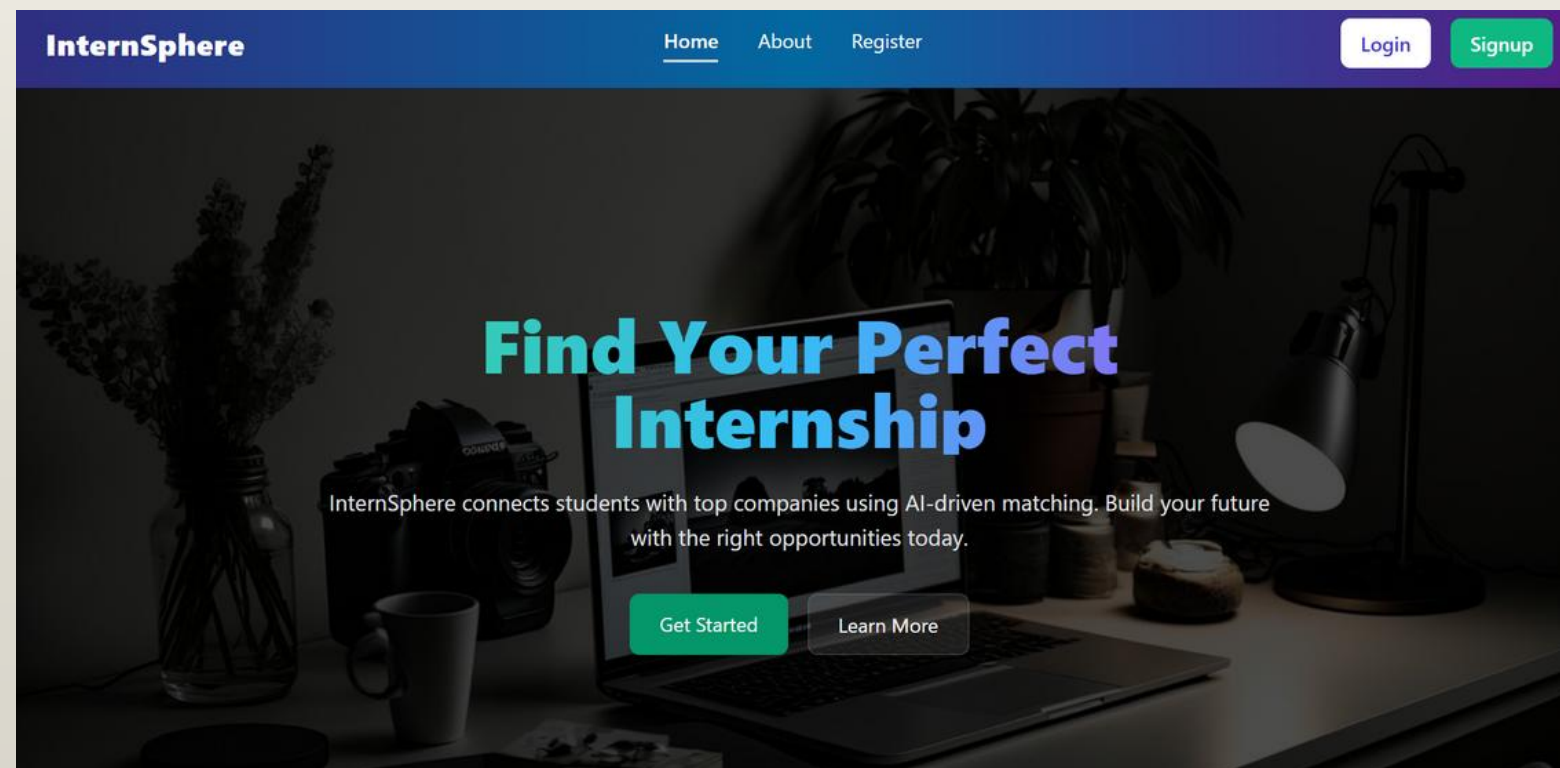 InternSphere
Home About Register
Login Signup
Find Your Perfect
Internship
InternSphere connects students with top companies using AI-driven matching. Build your future
with the right opportunities today.
Get Started Learn More